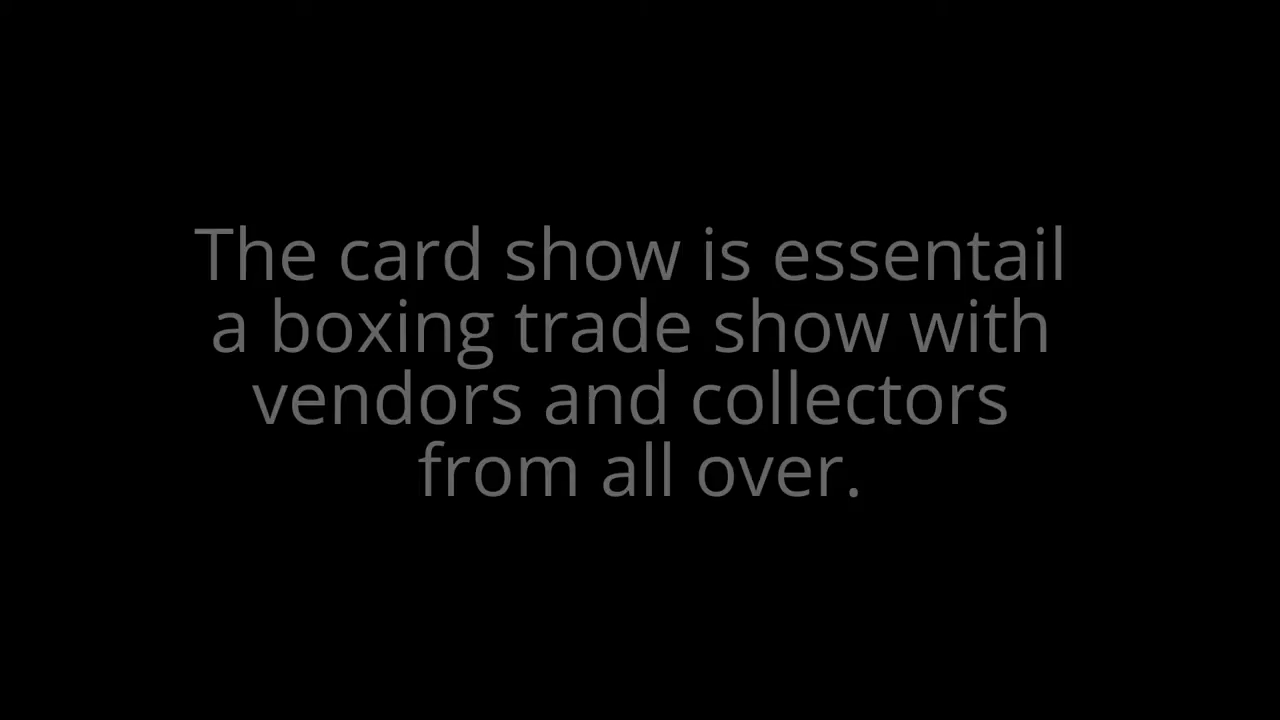 The card show is essentail
a boxing trade show with
vendors and collectors
from all over.